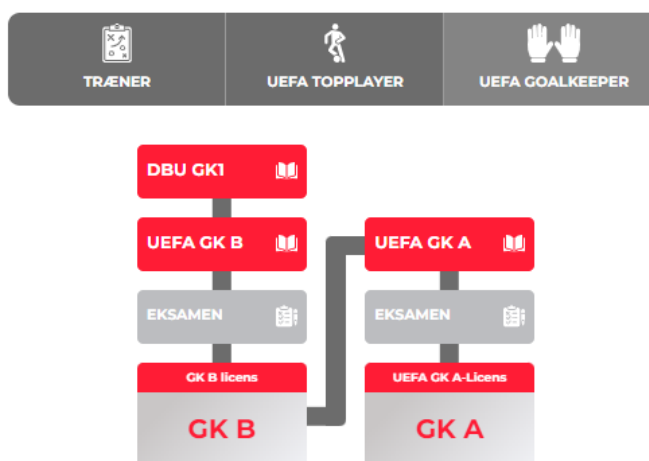 TRÆNER
UEFA TOPPLAYER
UEFA GOALKEEPER
DBU GK1
UEFA GK B
EKSAMEN
GK B licens
GK B
UEFA GK A
EKSAMEN
UEFA GK A-Licens
GK A